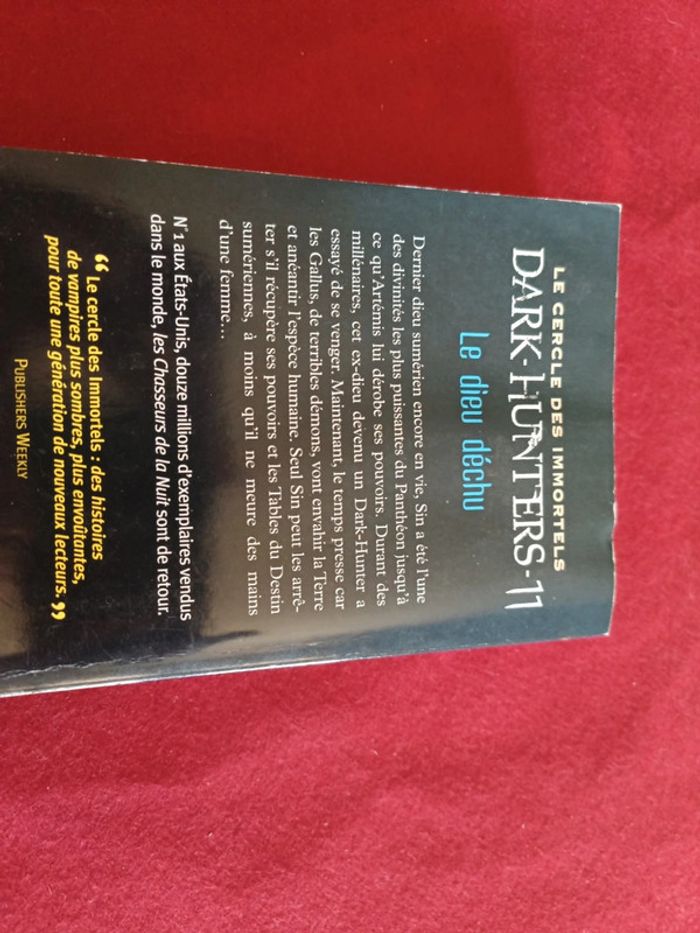 LE CERCLE DES IMMORTELS
DARK-HUNTERS-11
Le dieu déchu
Dernier dieu sumérien encore en vie, Sin a été l'une
des divinités les plus puissantes du Panthéon jusqu'à
ce qu'Artémis lui dérobe ses pouvoirs. Durant des
millénaires, cet ex-dieu devenu un Dark-Hunter a
essayé de se venger. Maintenant, le temps presse car
les Gallus, de terribles démons, vont envahir la Terre
et anéantir l'espèce humaine. Seul Sin peut les arrê-
ter s'il récupère ses pouvoirs et les Tables du Destin
sumériennes, à moins qu'il ne meure des mains
d'une femme...
N°1 aux États-Unis, douze millions d'exemplaires vendus
dans le monde, les Chasseurs de la Nuit sont de retour.
“ Le cercle des Immortels : des histoires
de vampires plus sombres, plus envoûtantes,
pour toute une génération de nouveaux lecteurs. ”
PUBLISHERS WEEKLY